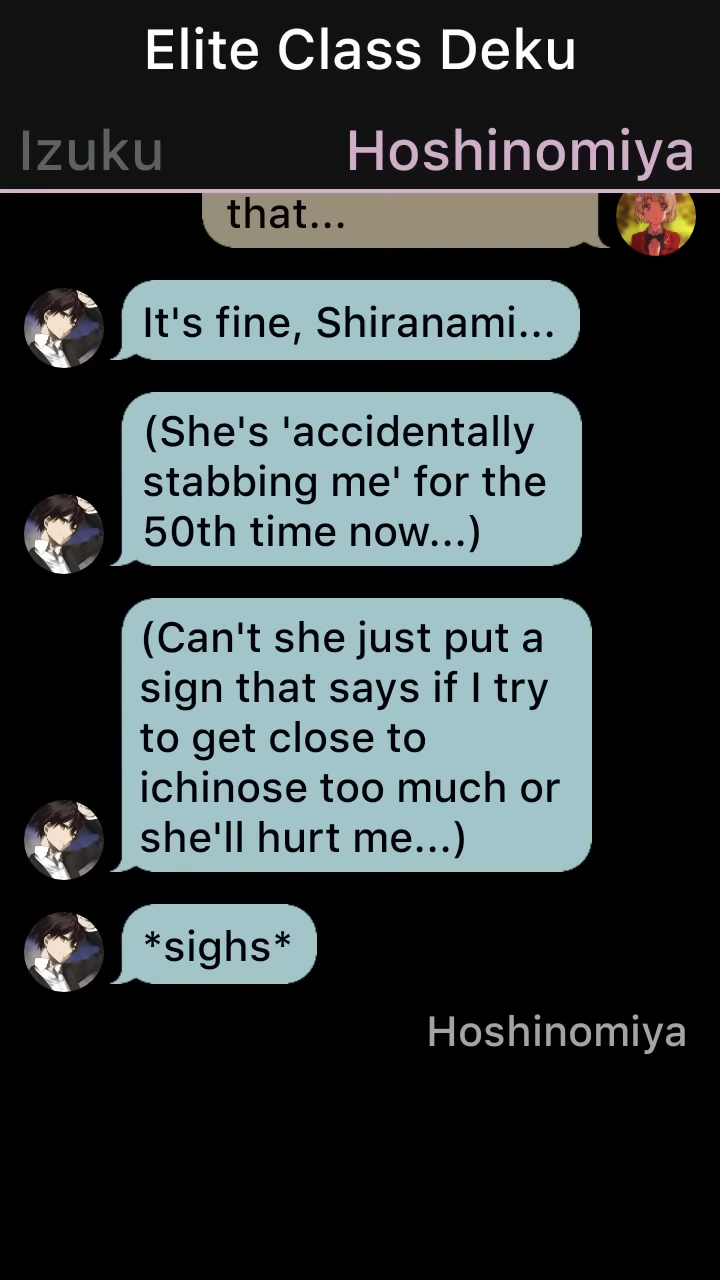 Elite Class Deku
Izuku
Hoshinomiya
that...
It's fine, Shiranami...
(She's 'accidentally
stabbing me' for the
50th time now...)
(Can't she just put a
sign that says if I try
to get close to
ichinose too much or
she'll hurt me...)
*sighs*
Hoshinomiya